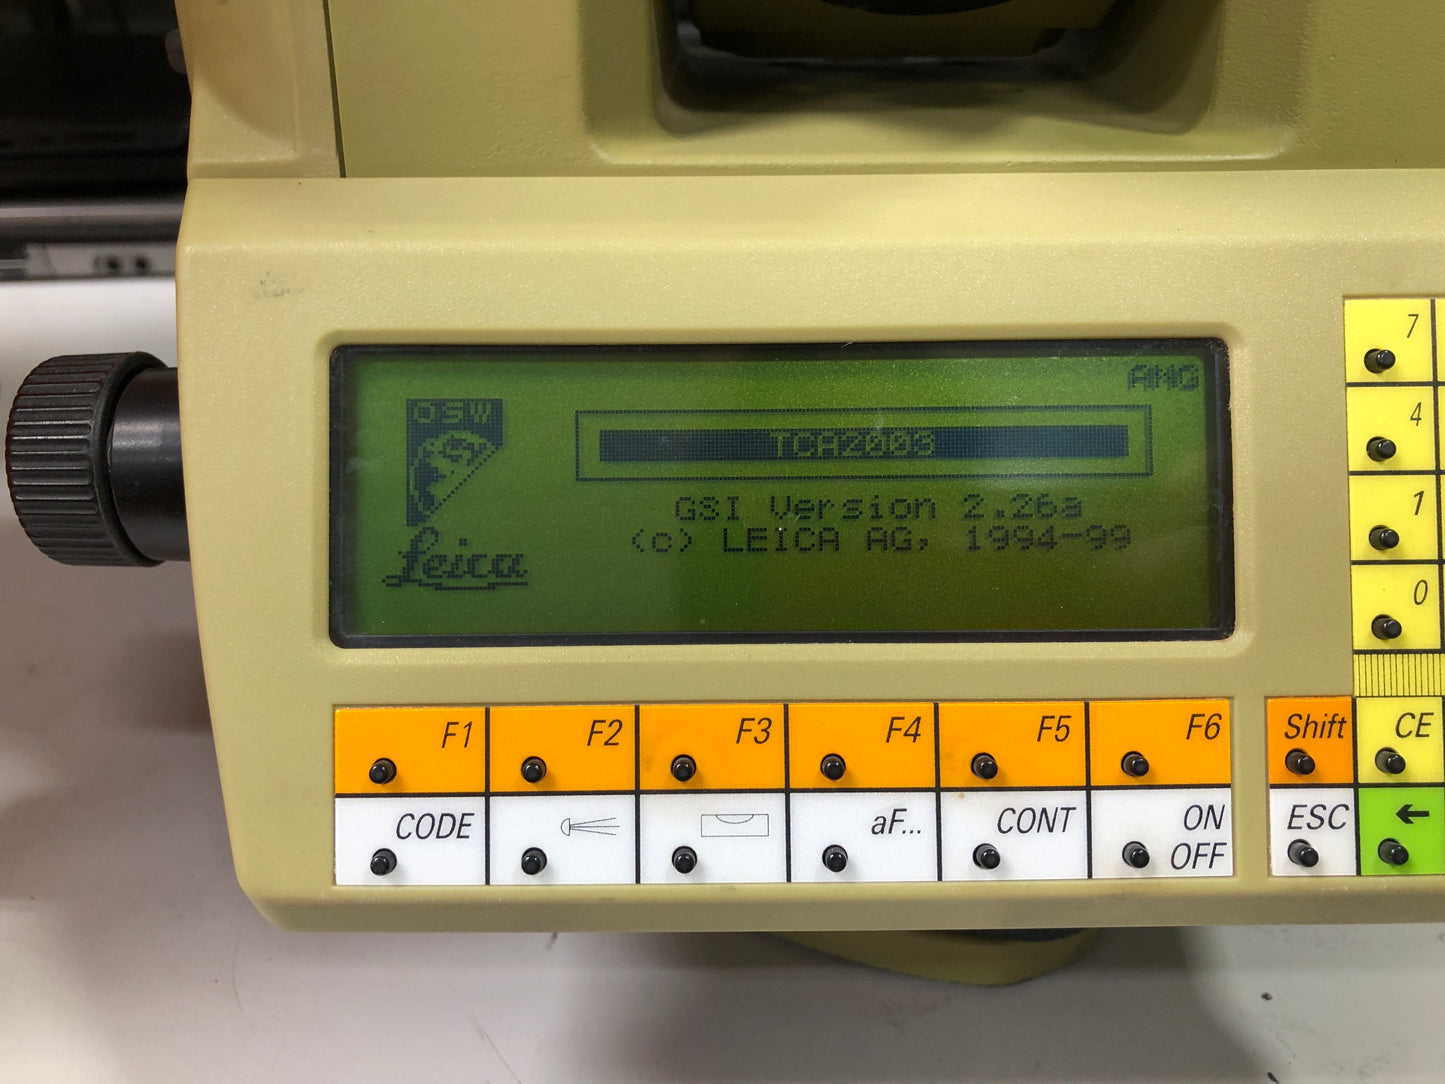 AMG
OSW
TCA2003
GSI Version 2.26a
(c) LEICA AG, 1994-99
Leica
7
4
1
0
F1 F2 F3 F4 F5 F6 Shift CE
CODE aF... CONT ON OFF ESC ←